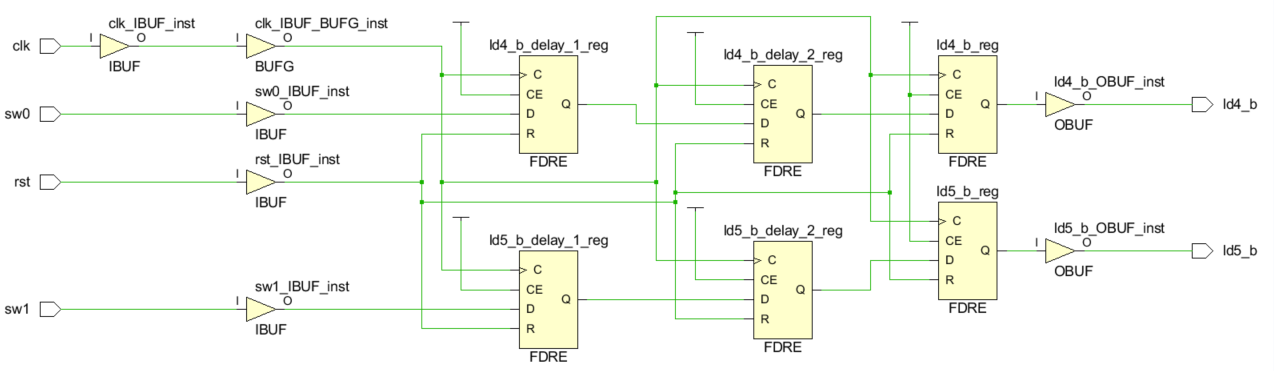 clk
I
clk_IBUF_inst
O
IBUF
I
clk_IBUF_BUFG_inst
O
BUFG
sw0
I
sw0_IBUF_inst
O
IBUF
rst
I
rst_IBUF_inst
O
IBUF
sw1
I
sw1_IBUF_inst
O
IBUF
ld4_b_delay_1_reg
C
CE
D
R
Q
FDRE
ld5_b_delay_1_reg
C
CE
D
R
Q
FDRE
ld4_b_delay_2_reg
C
CE
D
R
Q
FDRE
ld5_b_delay_2_reg
C
CE
D
R
Q
FDRE
ld4_b_reg
C
CE
D
R
Q
FDRE
ld5_b_reg
C
CE
D
R
Q
FDRE
ld4_b_OBUF_inst
I
O
OBUF
ld4_b
ld5_b_OBUF_inst
I
O
OBUF
ld5_b